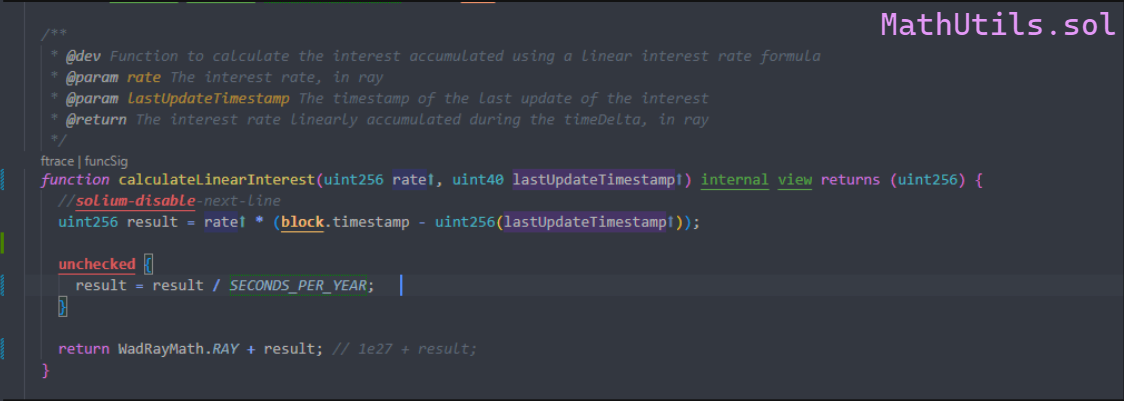 MathUtils.sol
/**
* @dev Function to calculate the interest accumulated using a linear interest rate formula
* @param rate The interest rate, in ray
* @param lastUpdateTimestamp The timestamp of the last update of the interest
* @return The interest rate linearly accumulated during the timeDelta, in ray
*/
ftrace | funcSig
function calculateLinearInterest(uint256 rate↑, uint40 lastUpdateTimestamp↑) internal view returns (uint256) {
//solium-disable-next-line
uint256 result = rate↑ * (block.timestamp - uint256(lastUpdateTimestamp↑));
unchecked {
result = result / SECONDS_PER_YEAR;
}
return WadRayMath.RAY + result; // 1e27 + result;
}